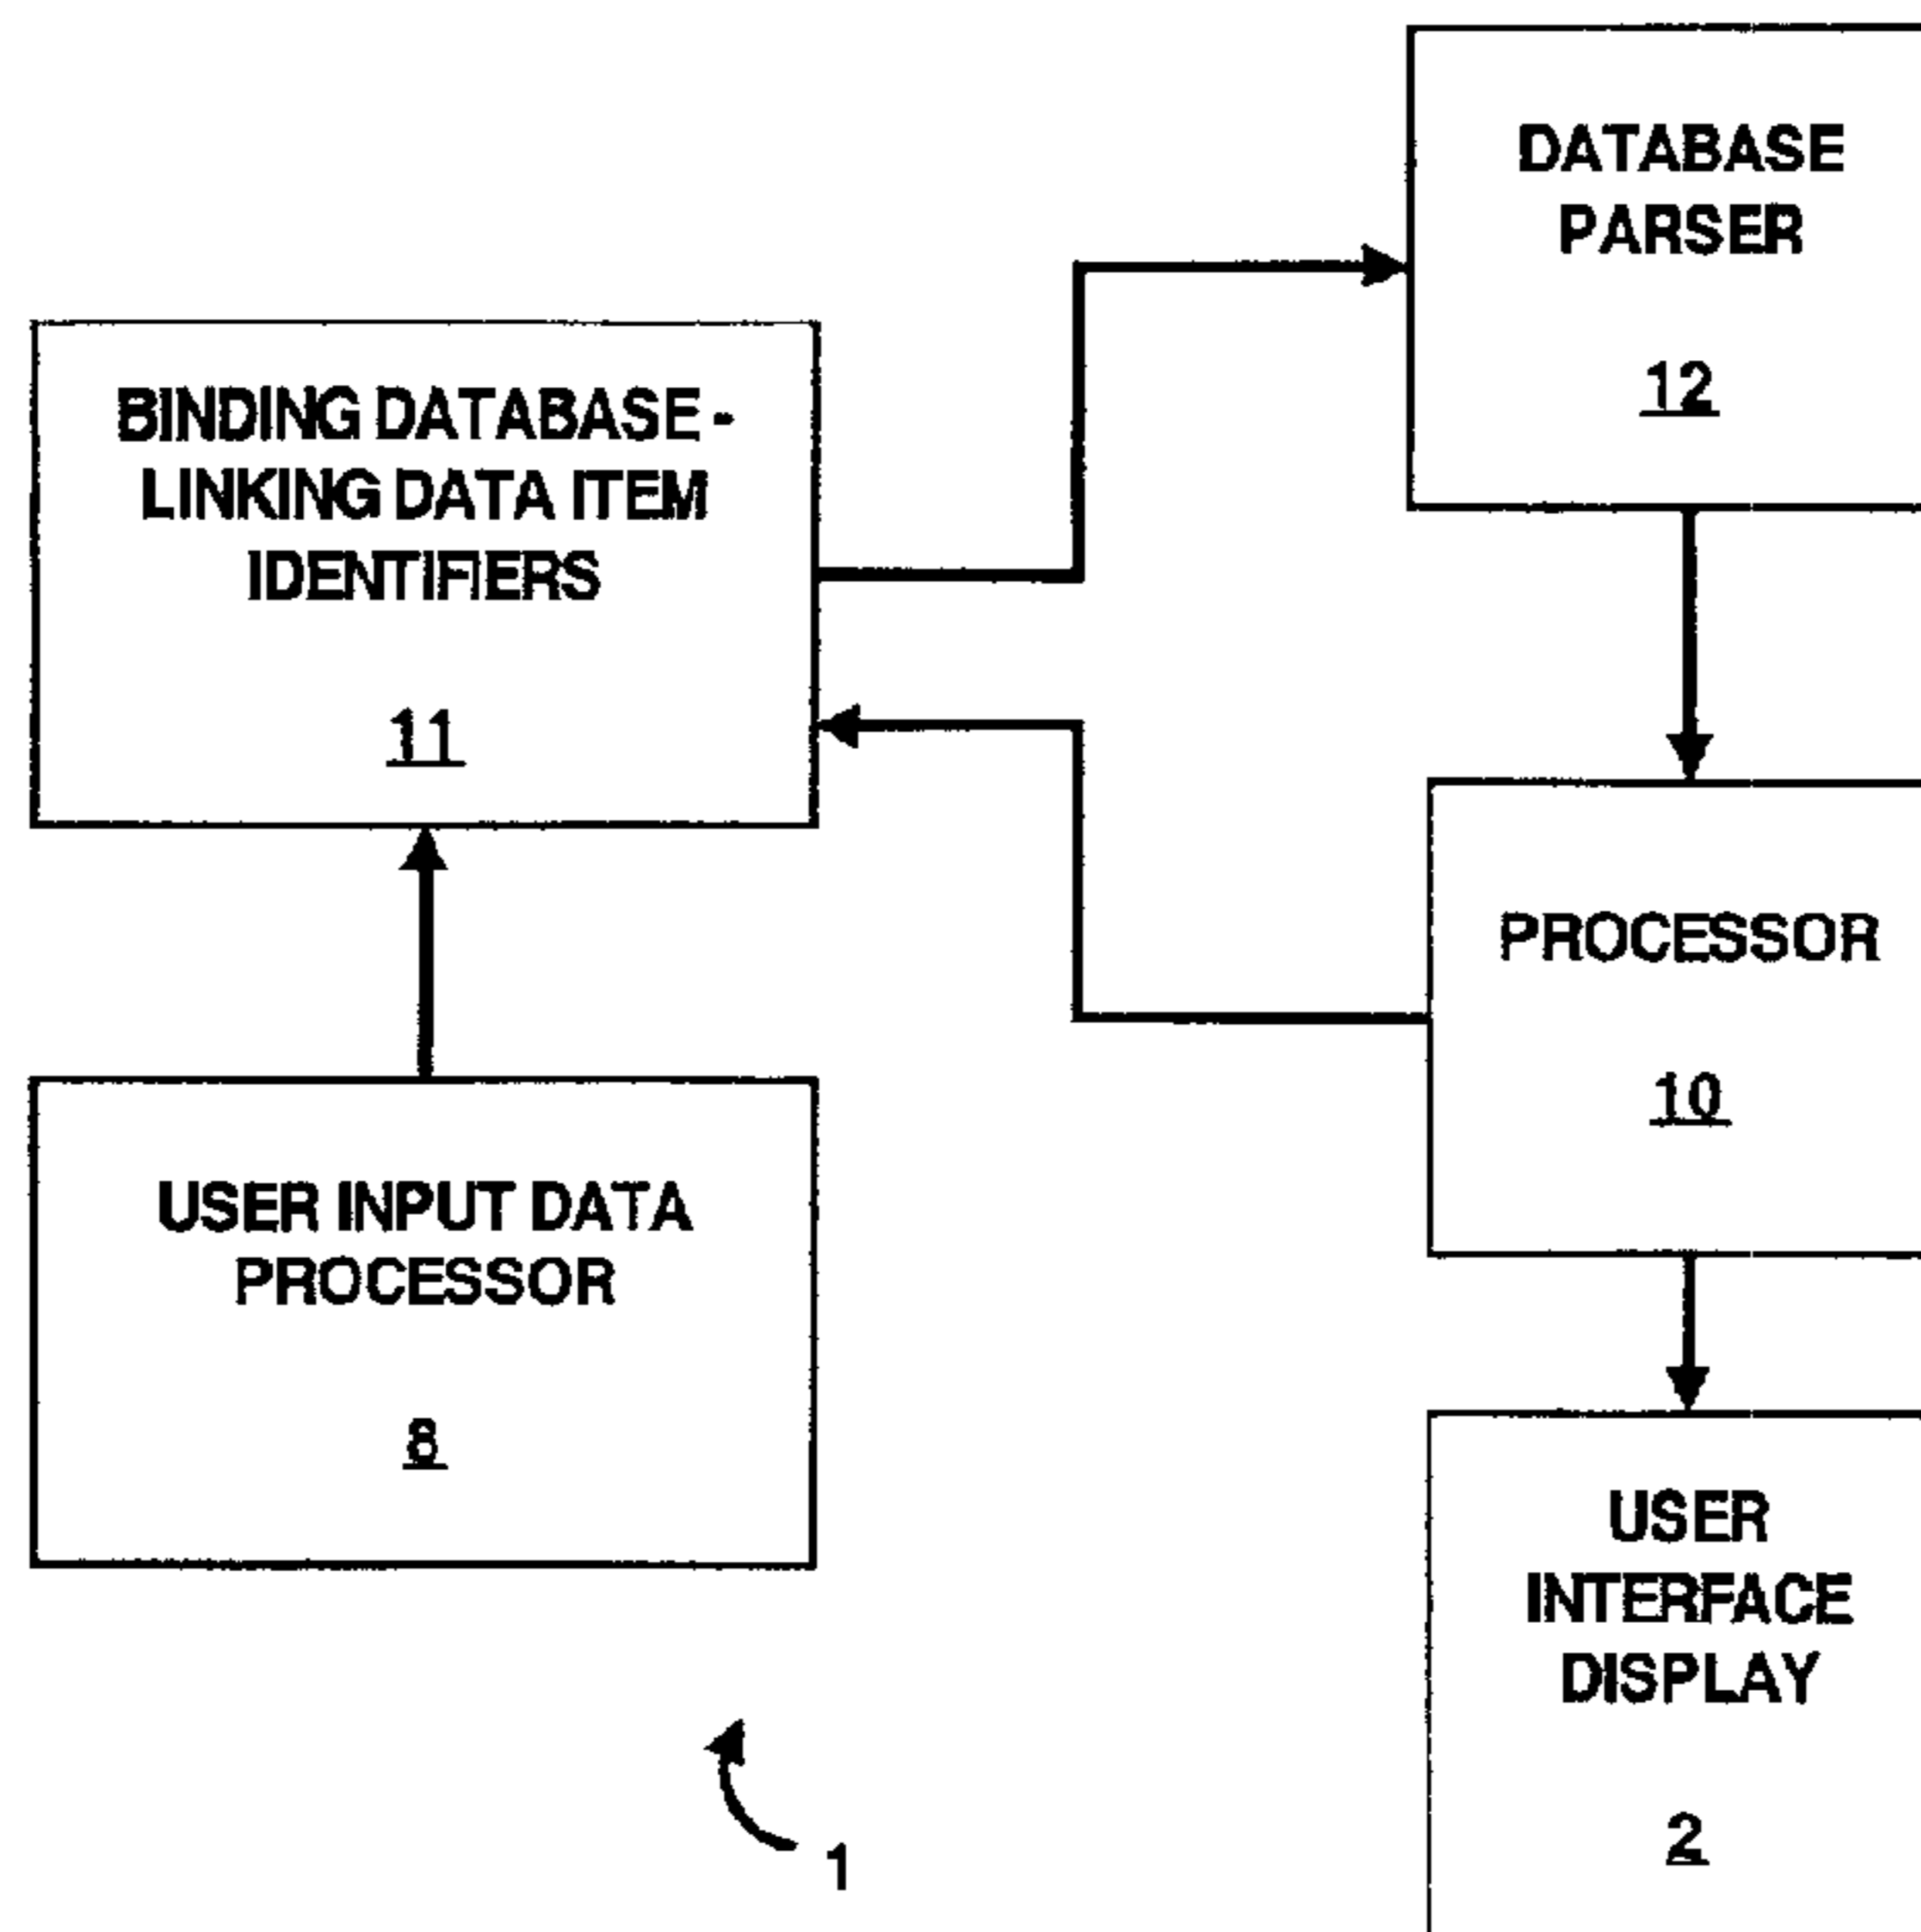 DATABASE
PARSER
12
BINDING DATABASE -
LINKING DATA ITEM
IDENTIFIERS
11
PROCESSOR
10
USER INPUT DATA
PROCESSOR
8
USER
INTERFACE
DISPLAY
2
1